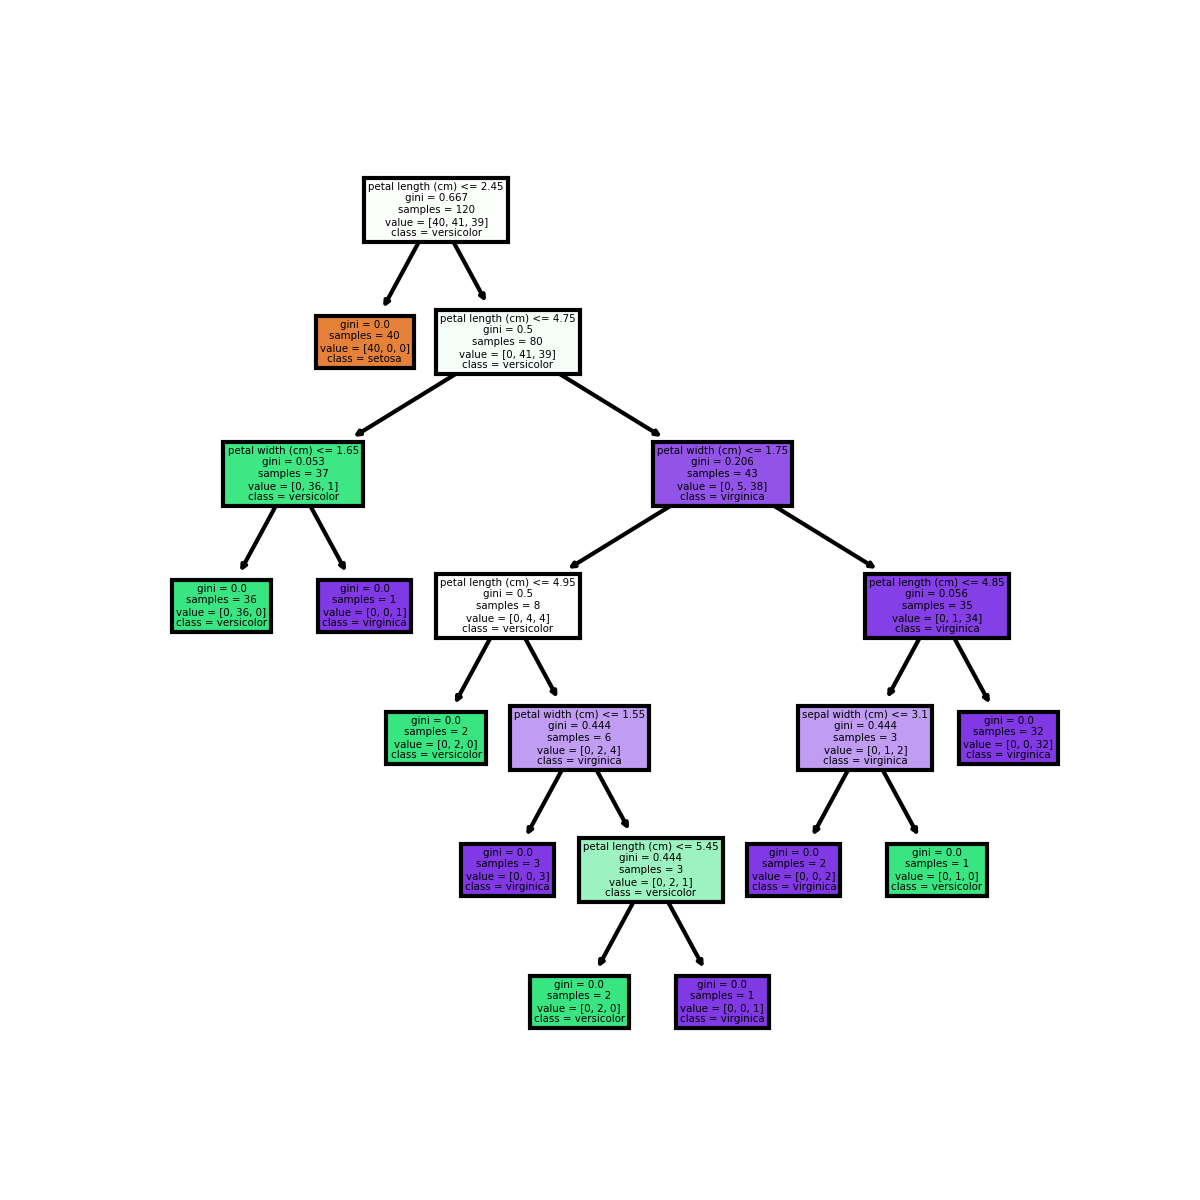 petal length (cm) <= 2.45
gini = 0.667
samples = 120
value = [40, 41, 39]
class = versicolor
gini = 0.0
samples = 40
value = [40, 0, 0]
class = setosa
petal length (cm) <= 4.75
gini = 0.5
samples = 80
value = [0, 41, 39]
class = versicolor
petal width (cm) <= 1.65
gini = 0.053
samples = 37
value = [0, 36, 1]
class = versicolor
petal width (cm) <= 1.75
gini = 0.206
samples = 43
value = [0, 5, 38]
class = virginica
gini = 0.0
samples = 36
value = [0, 36, 0]
class = versicolor
gini = 0.0
samples = 1
value = [0, 0, 1]
class = virginica
petal length (cm) <= 4.95
gini = 0.5
samples = 8
value = [0, 4, 4]
class = versicolor
petal length (cm) <= 4.85
gini = 0.056
samples = 35
value = [0, 1, 34]
class = virginica
gini = 0.0
samples = 2
value = [0, 2, 0]
class = versicolor
petal width (cm) <= 1.55
gini = 0.444
samples = 6
value = [0, 2, 4]
class = virginica
sepal width (cm) <= 3.1
gini = 0.444
samples = 3
value = [0, 1, 2]
class = virginica
gini = 0.0
samples = 32
value = [0, 0, 32]
class = virginica
gini = 0.0
samples = 3
value = [0, 0, 3]
class = virginica
petal length (cm) <= 5.45
gini = 0.444
samples = 3
value = [0, 2, 1]
class = versicolor
gini = 0.0
samples = 2
value = [0, 0, 2]
class = virginica
gini = 0.0
samples = 1
value = [0, 1, 0]
class = versicolor
gini = 0.0
samples = 2
value = [0, 2, 0]
class = versicolor
gini = 0.0
samples = 1
value = [0, 0, 1]
class = virginica